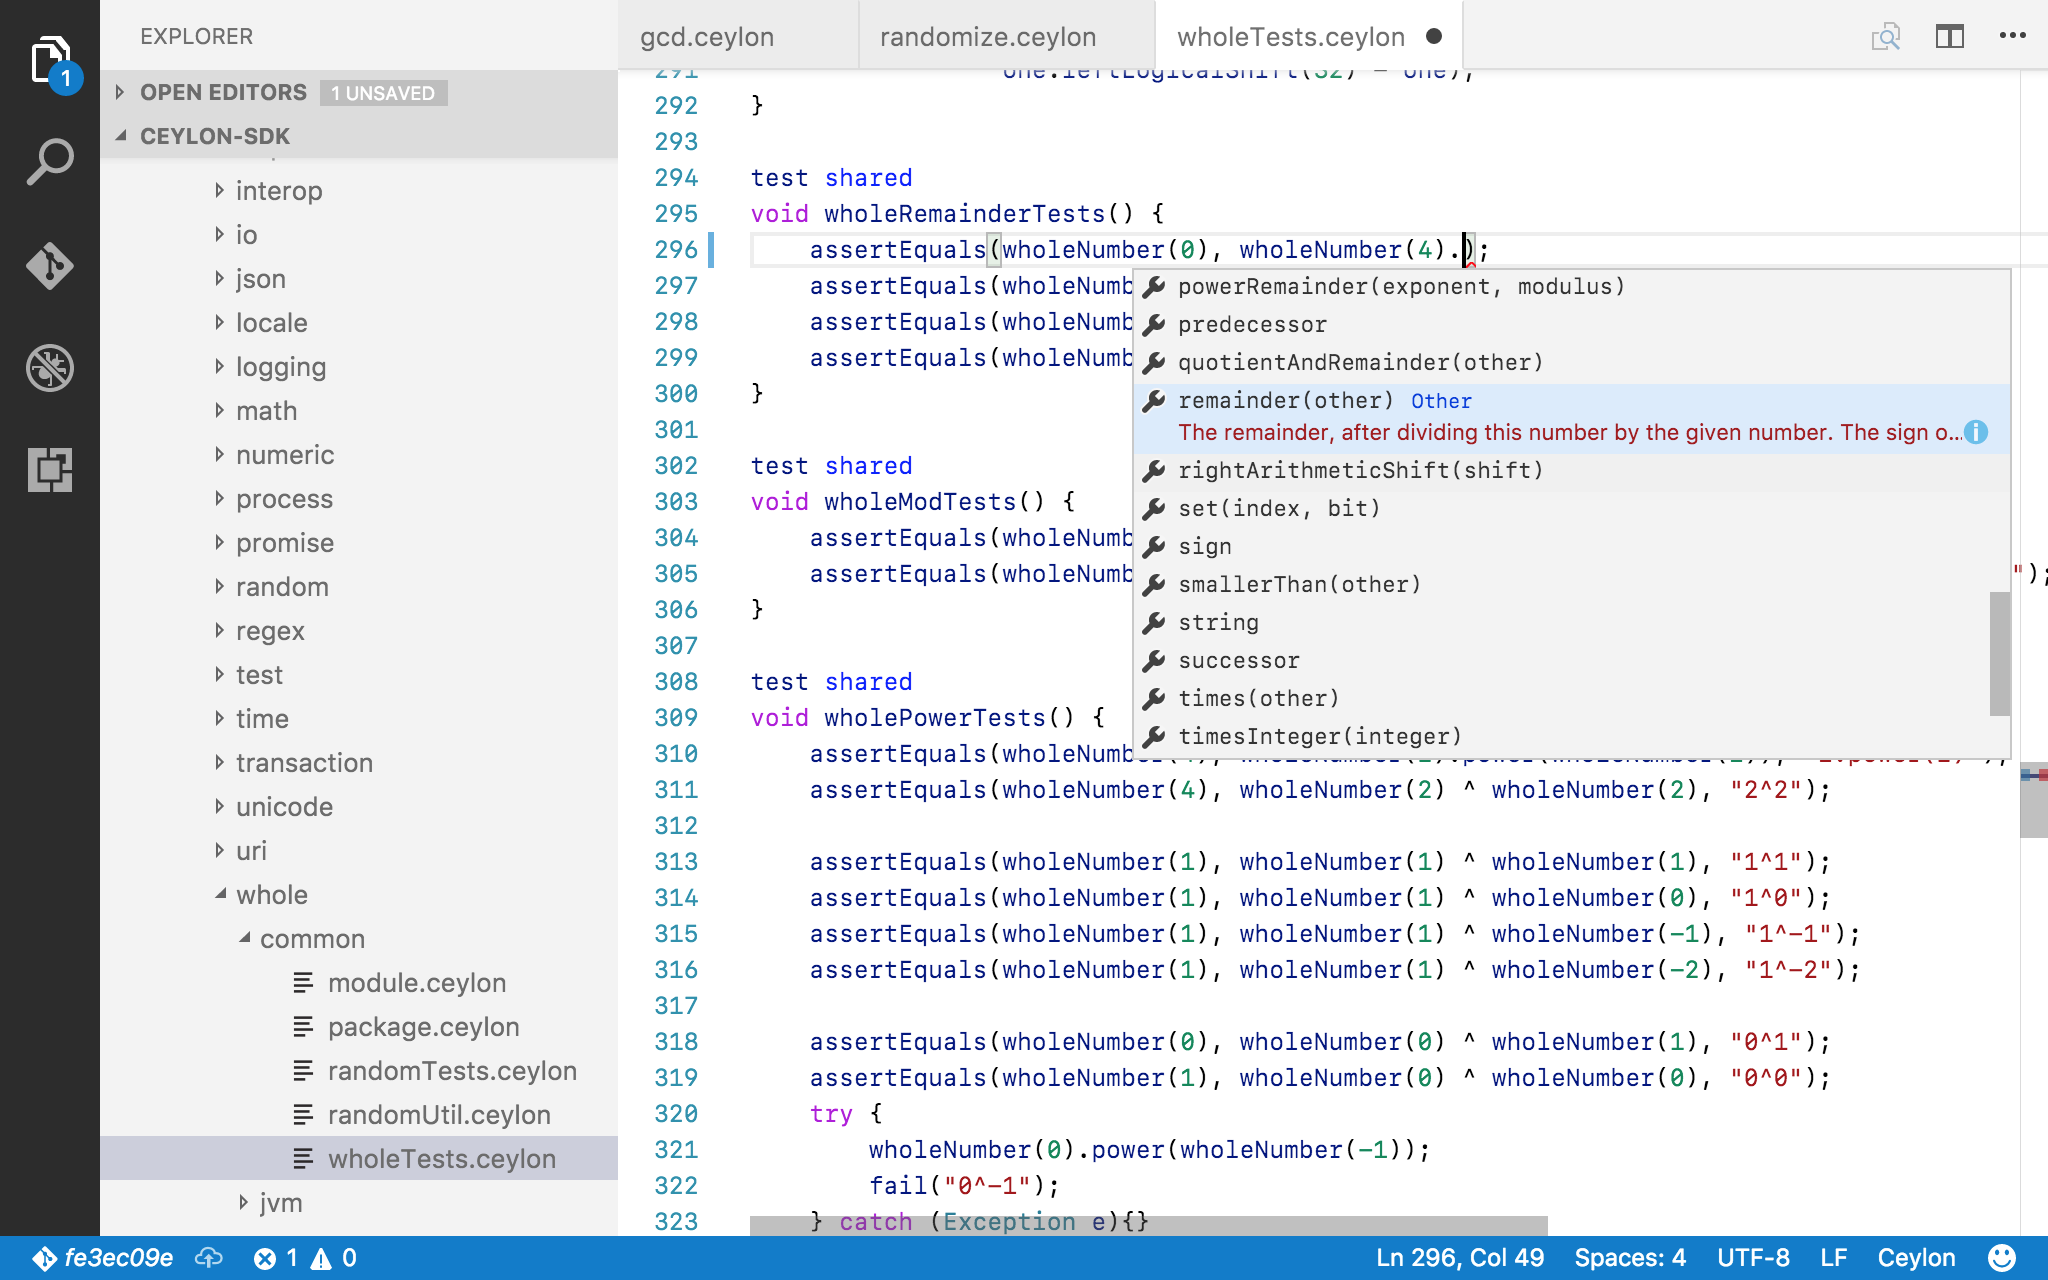 EXPLORER
OPEN EDITORS 1 UNSAVED
CEYLON-SDK
interop
io
json
locale
logging
math
numeric
process
promise
random
regex
test
time
transaction
unicode
uri
whole
common
module.ceylon
package.ceylon
randomTests.ceylon
randomUtil.ceylon
wholeTests.ceylon
jvm
1
gcd.ceylon randomize.ceylon wholeTests.ceylon
291 one.leftLogicalShift(32) - one);
292 }
293
294 test shared
295 void wholeRemainderTests() {
296 assertEquals(wholeNumber(0), wholeNumber(4).);
297 assertEquals(wholeNumb
298 assertEquals(wholeNumb
299 assertEquals(wholeNumb
300 }
301
302 test shared
303 void wholeModTests() {
304 assertEquals(wholeNumb
305 assertEquals(wholeNumb ");
306 }
307
308 test shared
309 void wholePowerTests() {
310 assertEquals(wholeNumb
311 assertEquals(wholeNumber(4), wholeNumber(2) ^ wholeNumber(2), "2^2");
312
313 assertEquals(wholeNumber(1), wholeNumber(1) ^ wholeNumber(1), "1^1");
314 assertEquals(wholeNumber(1), wholeNumber(1) ^ wholeNumber(0), "1^0");
315 assertEquals(wholeNumber(1), wholeNumber(1) ^ wholeNumber(-1), "1^-1");
316 assertEquals(wholeNumber(1), wholeNumber(1) ^ wholeNumber(-2), "1^-2");
317
318 assertEquals(wholeNumber(0), wholeNumber(0) ^ wholeNumber(1), "0^1");
319 assertEquals(wholeNumber(1), wholeNumber(0) ^ wholeNumber(0), "0^0");
320 try {
321 wholeNumber(0).power(wholeNumber(-1));
322 fail("0^-1");
323 } catch (Exception e){}
powerRemainder(exponent, modulus)
predecessor
quotientAndRemainder(other)
remainder(other) Other
The remainder, after dividing this number by the given number. The sign o...
rightArithmeticShift(shift)
set(index, bit)
sign
smallerThan(other)
string
successor
times(other)
timesInteger(integer)
fe3ec09e 1 0 Ln 296, Col 49 Spaces: 4 UTF-8 LF Ceylon